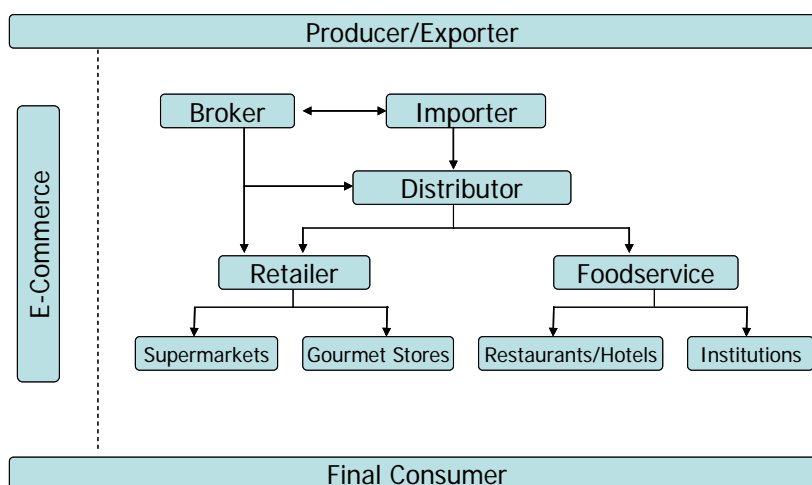 Producer/Exporter
Broker
Importer
Distributor
E-Commerce
Retailer
Foodservice
Supermarkets
Gourmet Stores
Restaurants/Hotels
Institutions
Final Consumer